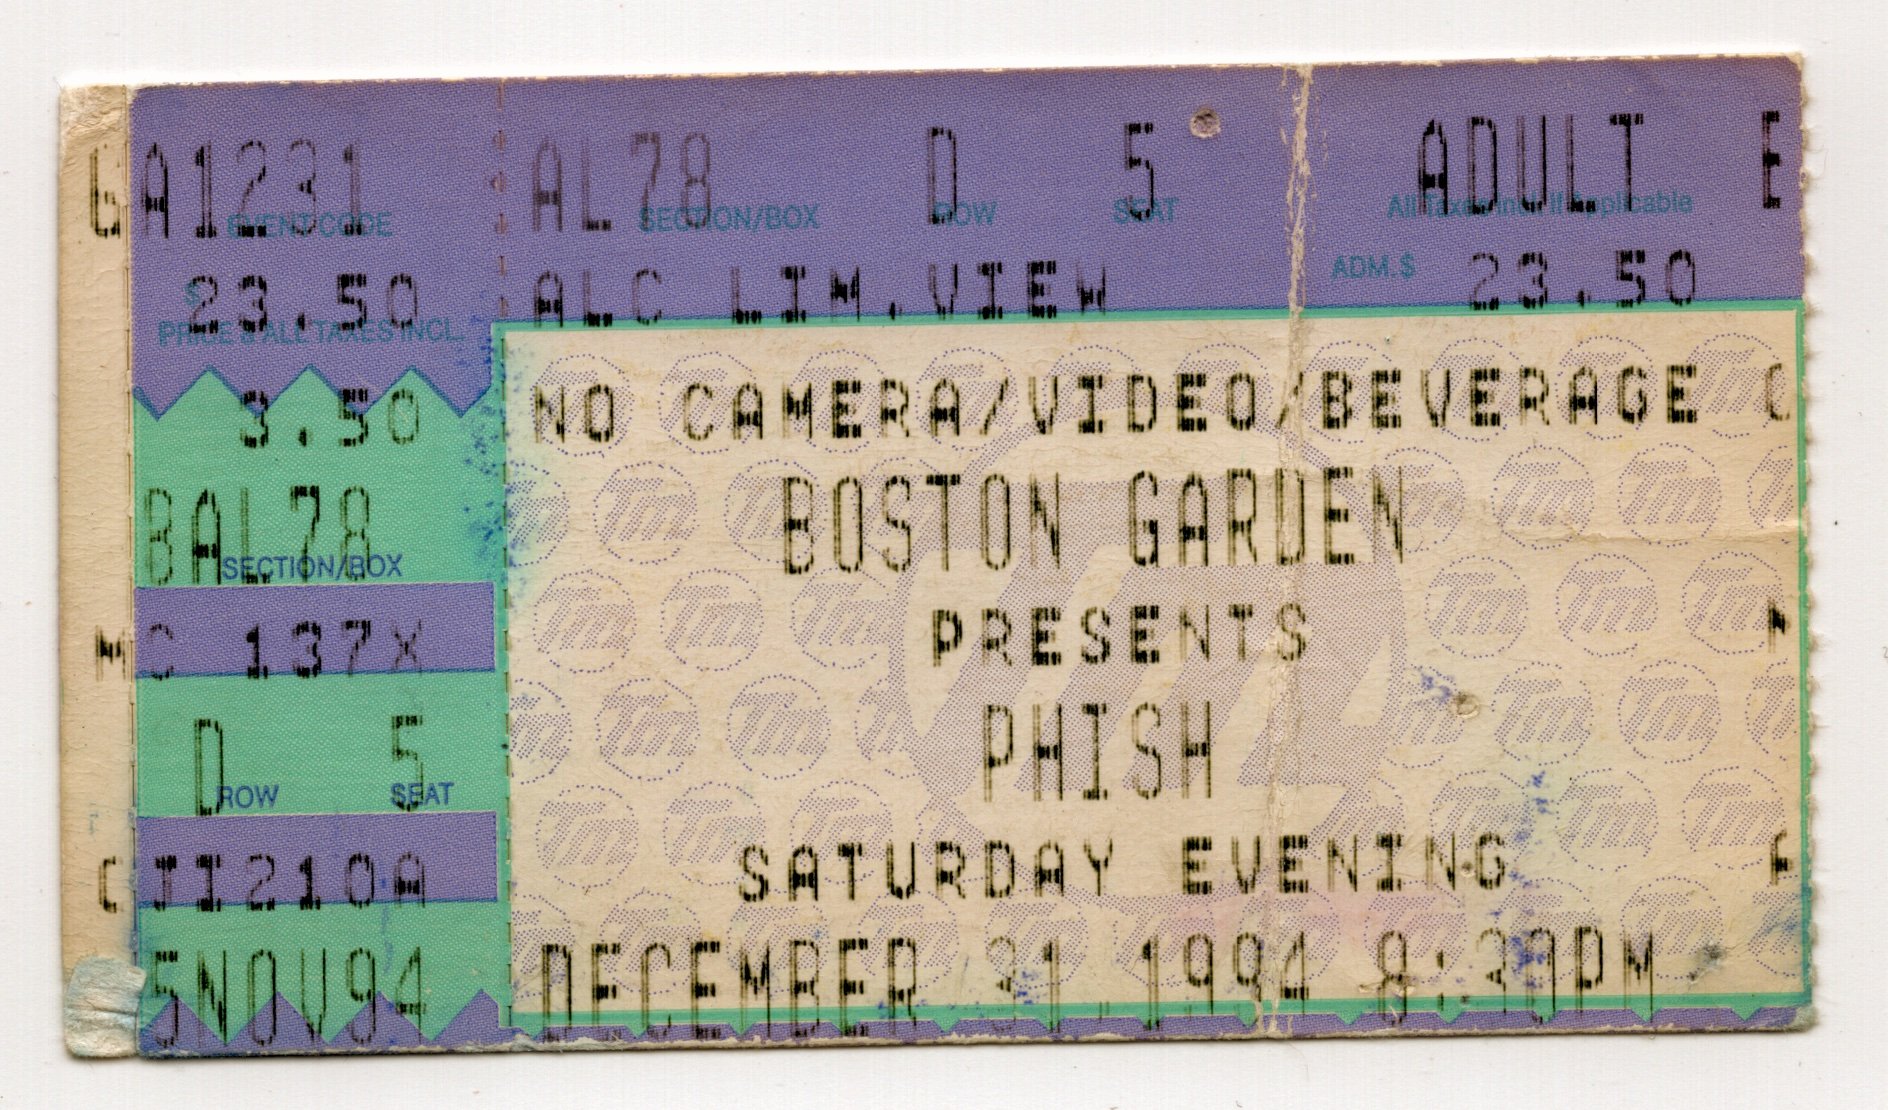 GA1231
EVENT CODE
$ 23.50
PRICE & ALL TAXES INCL.
3.50
BAL78
SECTION/BOX
MC 137X
D 5
ROW SEAT
CJI210A
5NOV94
AL78 D 5 ADULT E
SECTION/BOX ROW SEAT All Taxes Incl. If Applicable
ALC LIM.VIEW ADM.$ 23.50
NO CAMERA/VIDEO/BEVERAGE C
BOSTON GARDEN
PRESENTS
PHISH
SATURDAY EVENING
DECEMBER 31,1994 8:30PM